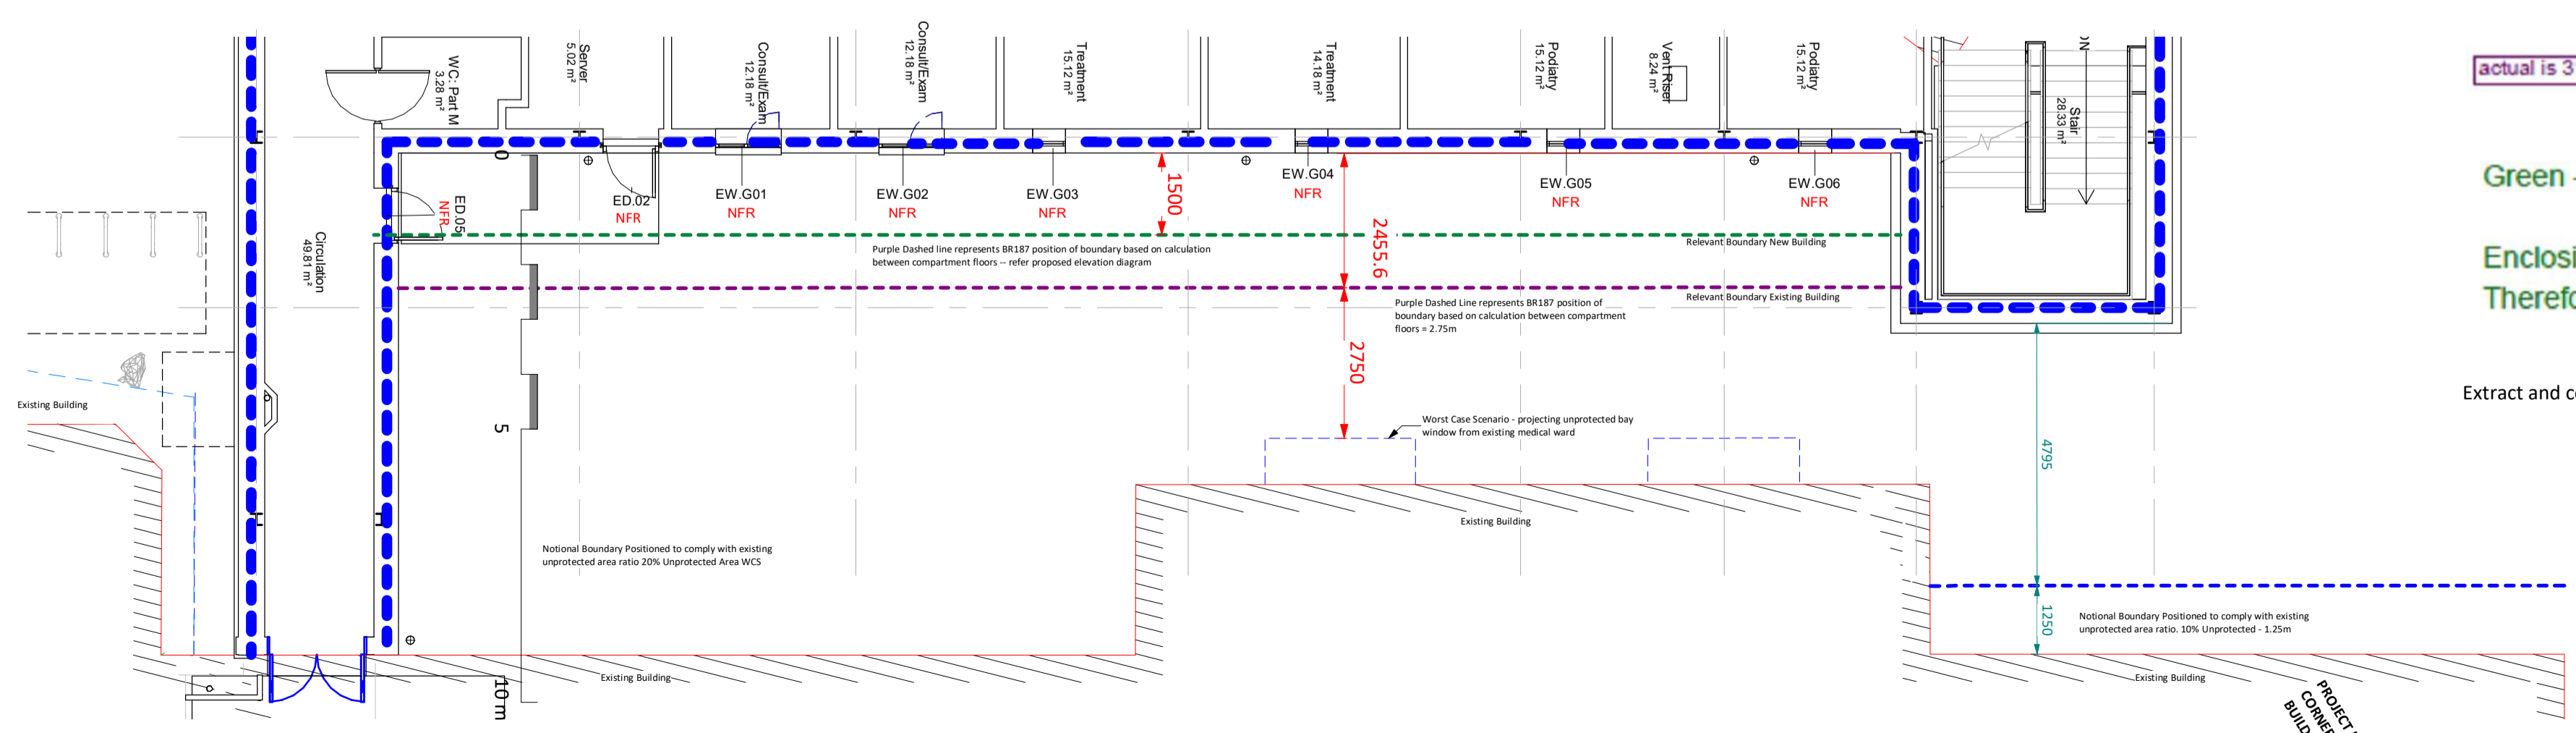 WC: Part M
3.28 m²
Server
5.02 m²
Consult/Exam
12.18 m²
Consult/Exam
12.18 m²
Treatment
15.12 m²
Treatment
14.18 m²
Podiatry
15.12 m²
Vent Riser
8.24 m²
Podiatry
15.12 m²
Stair
28.33 m²
actual is 3
Green -
Enclosi
Therefo
Extract and c
0
5
10 m
ED.05
NFR
ED.02
NFR
EW.G01
NFR
EW.G02
NFR
EW.G03
NFR
EW.G04
NFR
EW.G05
NFR
EW.G06
NFR
1500
2455.6
2750
4795
1250
Circulation
49.81 m²
Purple Dashed line represents BR187 position of boundary based on calculation
between compartment floors -- refer proposed elevation diagram
Relevant Boundary New Building
Relevant Boundary Existing Building
Purple Dashed Line represents BR187 position of
boundary based on calculation between compartment
floors = 2.75m
Worst Case Scenario - projecting unprotected bay
window from existing medical ward
Existing Building
Existing Building
Notional Boundary Positioned to comply with existing
unprotected area ratio 20% Unprotected Area WCS
Notional Boundary Positioned to comply with existing
unprotected area ratio. 10% Unprotected - 1.25m
Existing Building
Existing Building
PROJECT
CORNER
BUILD